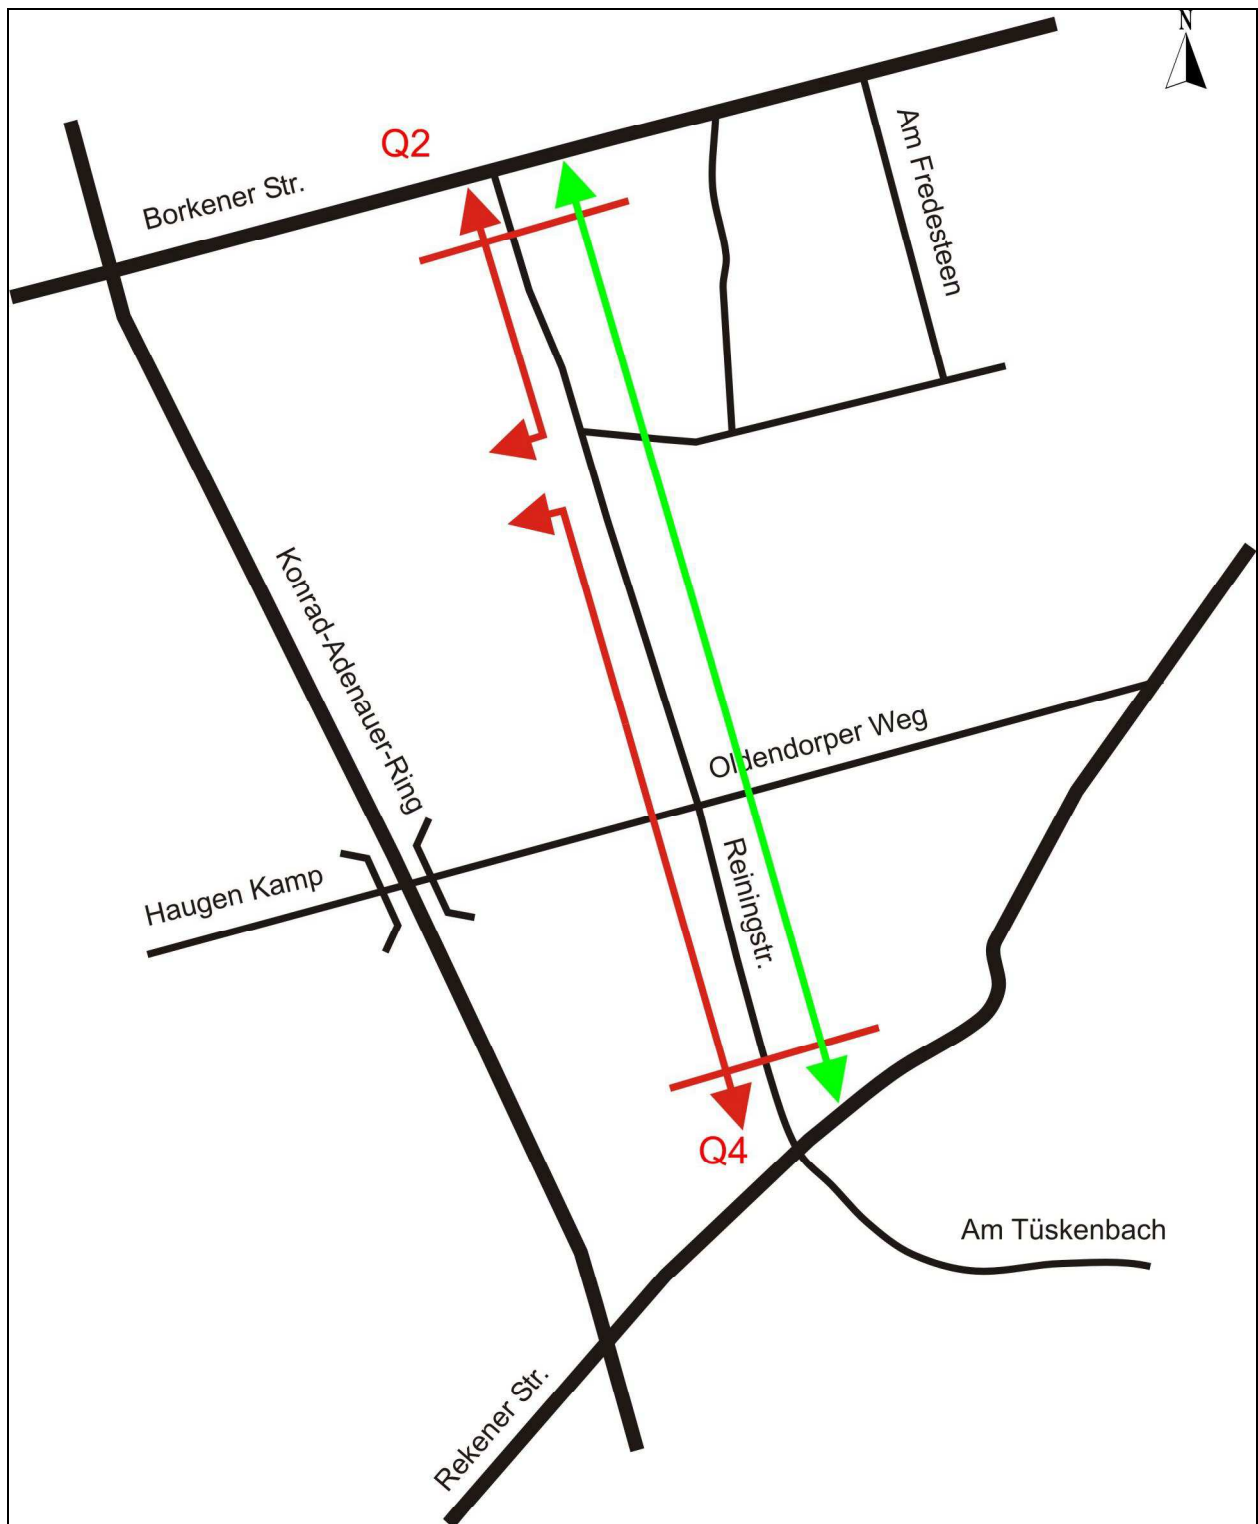 N
Q2
Borkener Str.
Am Fredesteen
Konrad-Adenauer-Ring
Oldendorper Weg
Haugen Kamp
Reiningstr.
Q4
Am Tüskenbach
Rekener Str.